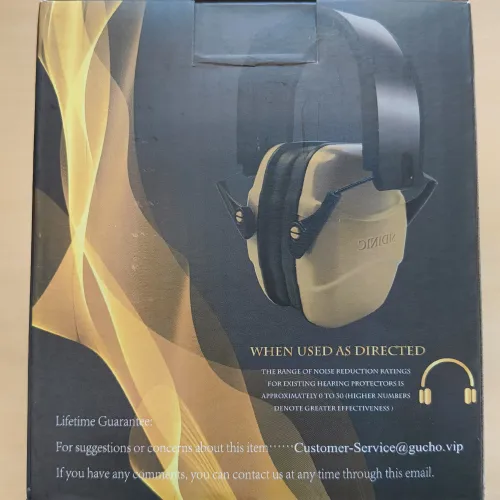 WHEN USED AS DIRECTED
THE RANGE OF NOISE REDUCTION RATINGS
FOR EXISTING HEARING PROTECTORS IS
APPROXIMATELY 0 TO 30 (HIGHER NUMBERS
DENOTE GREATER EFFECTIVENESS )
Lifetime Guarantee:
For suggestions or concerns about this item······Customer-Service@gucho.vip
If you have any comments, you can contact us at any time through this email.